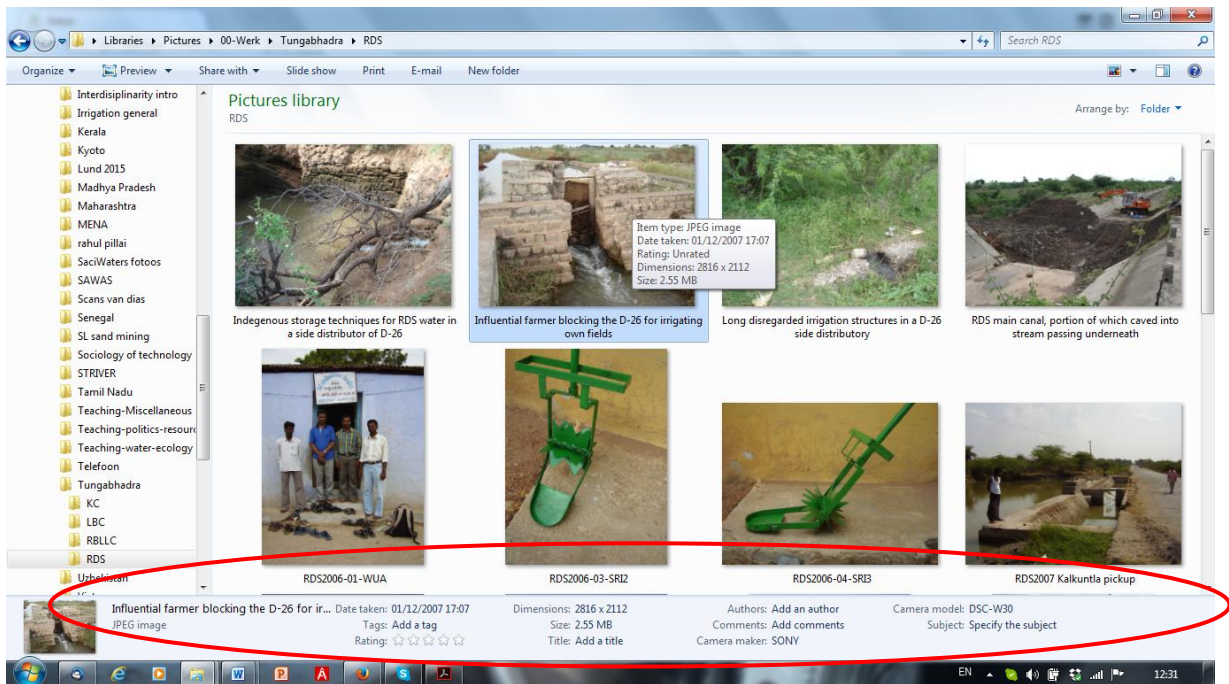 Libraries ▸ Pictures ▸ 00-Werk ▸ Tungabhadra ▸ RDS
Search RDS
Organize Preview Share with Slide show Print E-mail New folder
Interdisiplinarity intro
Irrigation general
Kerala
Kyoto
Lund 2015
Madhya Pradesh
Maharashtra
MENA
rahul pillai
SaciWaters fotoos
SAWAS
Scans van dias
Senegal
SL sand mining
Sociology of technology
STRIVER
Tamil Nadu
Teaching-Miscellaneous
Teaching-politics-resour
Teaching-water-ecology
Telefoon
Tungabhadra
KC
LBC
RBLLC
RDS
Uzbekistan
Pictures library
RDS
Arrange by: Folder
Item type: JPEG image
Date taken: 01/12/2007 17:07
Rating: Unrated
Dimensions: 2816 x 2112
Size: 2.55 MB
Indegenous storage techniques for RDS water in
a side distributor of D-26
Influential farmer blocking the D-26 for irrigating
own fields
Long disregarded irrigation structures in a D-26
side distributory
RDS main canal, portion of which caved into
stream passing underneath
RDS2006-01-WUA
RDS2006-03-SRI2
RDS2006-04-SRI3
RDS2007 Kalkuntla pickup
Influential farmer blocking the D-26 for ir... Date taken: 01/12/2007 17:07 Dimensions: 2816 x 2112 Authors: Add an author Camera model: DSC-W30
JPEG image Tags: Add a tag Size: 2.55 MB Comments: Add comments Subject: Specify the subject
Rating: Title: Add a title Camera maker: SONY
EN 12:31